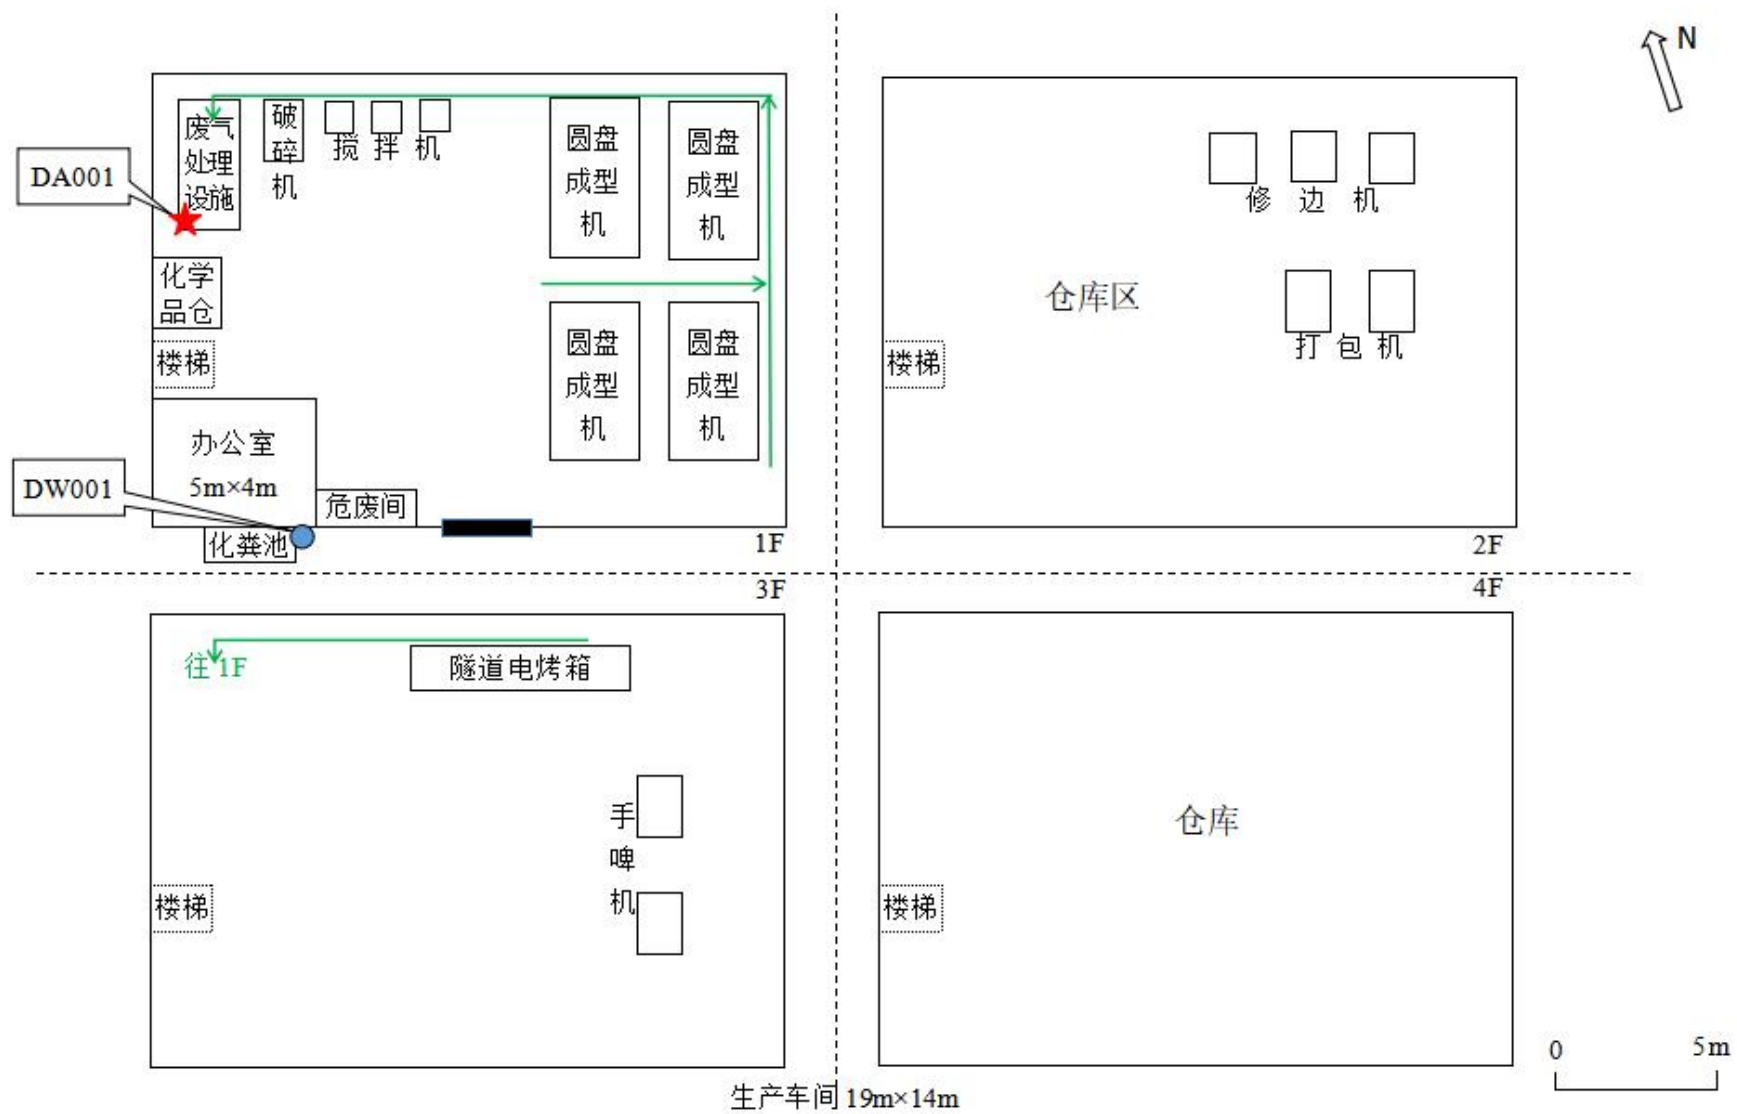 N
DA001
废气
处理
设施
破
碎
机
搅 拌 机
圆盘
成型
机
圆盘
成型
机
化学
品仓
楼梯
圆盘
成型
机
圆盘
成型
机
办公室
5m×4m
DW001
危废间
化粪池
1F
修 边 机
仓库区
打 包 机
楼梯
2F
3F
往 1F
隧道电烤箱
手
啤
机
楼梯
4F
仓库
楼梯
0 5m
生产车间 19m×14m